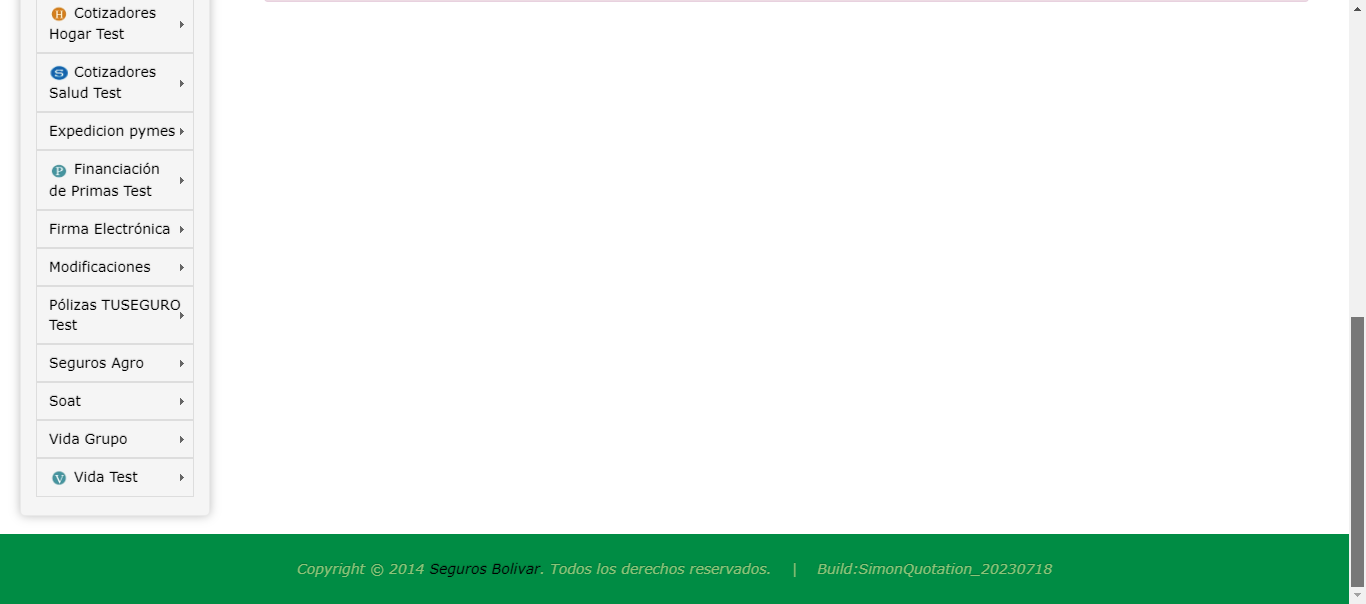 H Cotizadores
Hogar Test
S Cotizadores
Salud Test
Expedicion pymes
P Financiación
de Primas Test
Firma Electrónica
Modificaciones
Pólizas TUSEGURO
Test
Seguros Agro
Soat
Vida Grupo
V Vida Test
Copyright © 2014 Seguros Bolivar. Todos los derechos reservados. | Build:SimonQuotation_20230718